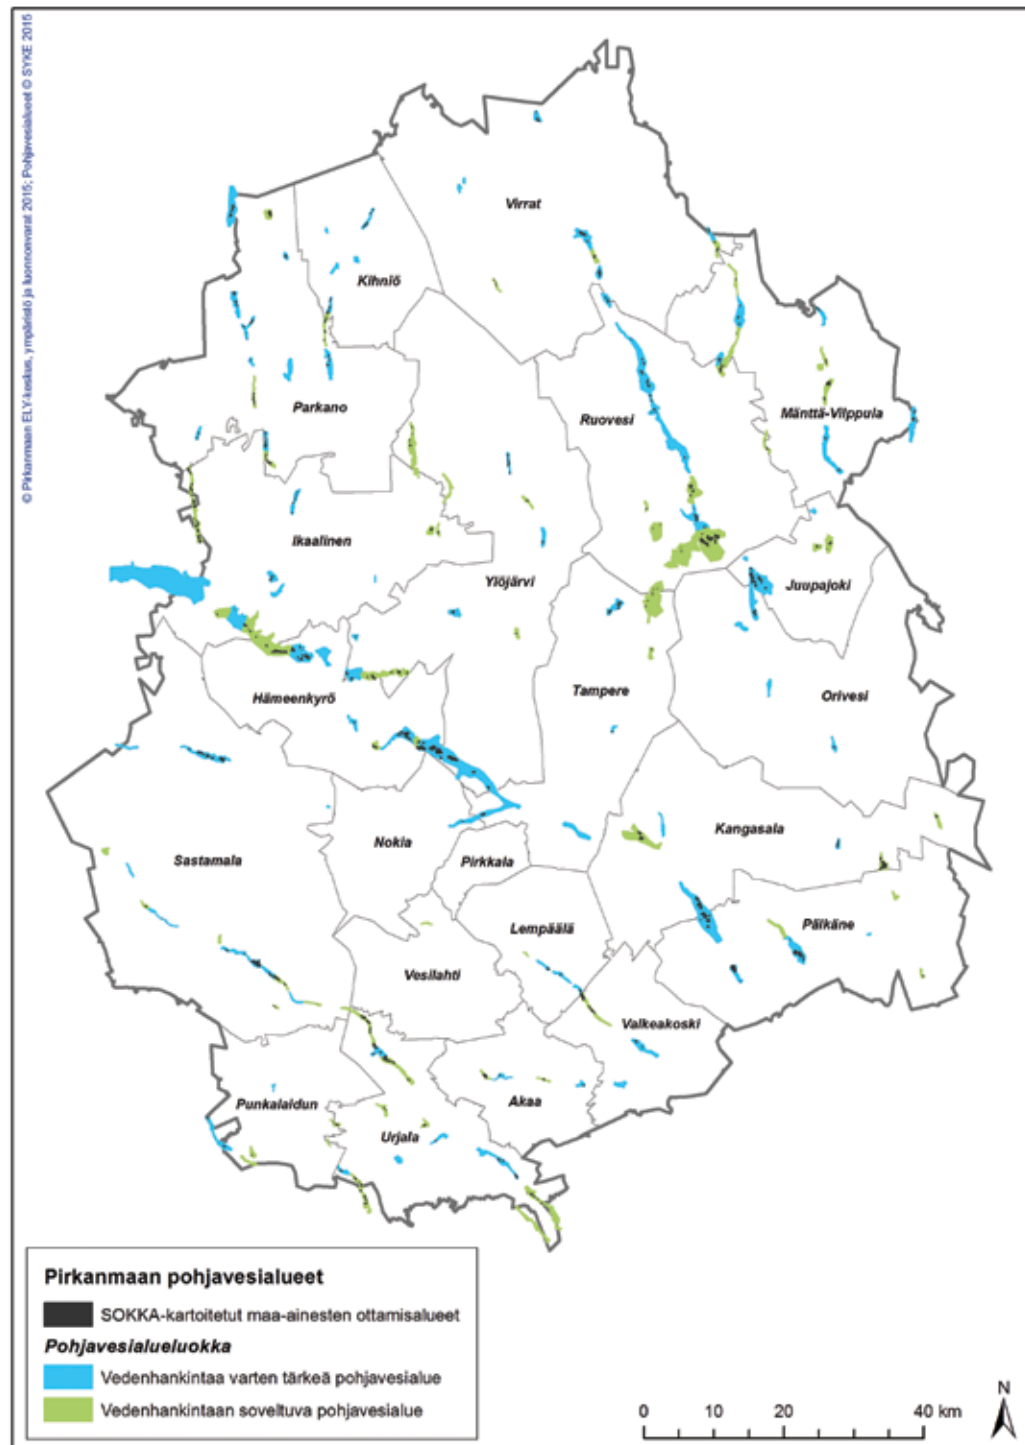 © Pirkanmaan ELY-keskus, ympäristö ja luonnonvarat 2015; Pohjavesialueet © SYKE 2015
Virrat
Kihniö
Parkano
Ruovesi
Mänttä-Vilppula
Ikaalinen
Ylöjärvi
Juupajoki
Hämeenkyrö
Tampere
Orivesi
Sastamala
Nokia
Pirkkala
Kangasala
Lempäälä
Pälkäne
Vesilahti
Valkeakoski
Punkalaidun
Akaa
Urjala
Pirkanmaan pohjavesialueet
SOKKA-kartoitetut maa-ainesten ottamisalueet
Pohjavesialueluokka
Vedenhankintaa varten tärkeä pohjavesialue
Vedenhankintaan soveltuva pohjavesialue
0 10 20 40 km
N